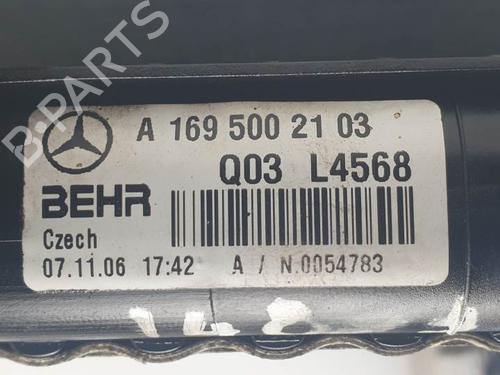 B-PARTS
A 169 500 21 03
Q03 L4568
BEHR
Czech
07.11.06 17:42 A / N.0054783